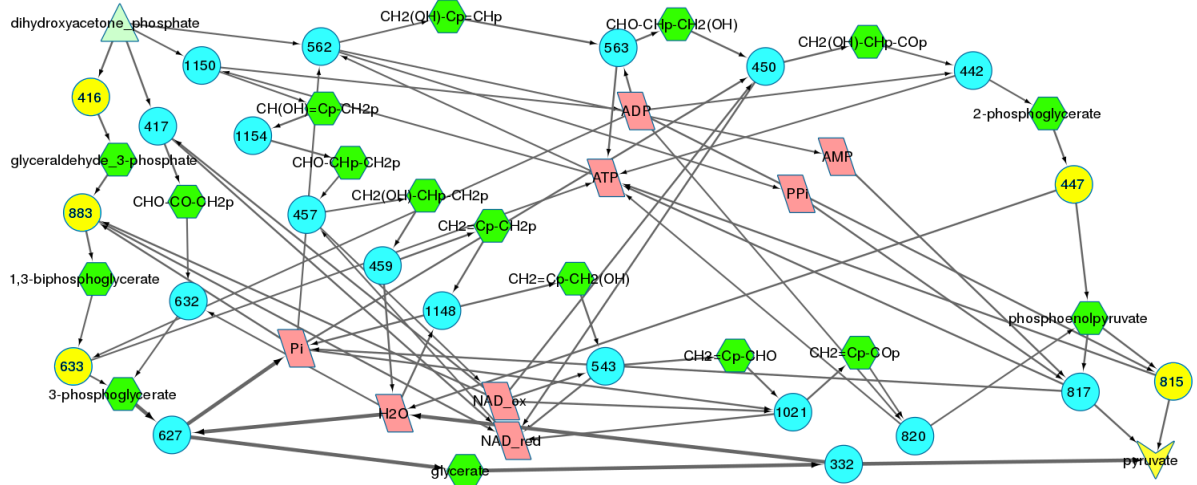 CH2(OH)-Cp=CHp
dihydroxyacetone_phosphate
CHO-CHp-CH2(OH)
CH2(OH)-CHp-COp
562
563
1150
450
442
416
CH(OH)=Cp-CH2p
ADP
2-phosphoglycerate
417
1154
glyceraldehyde_3-phosphate
CHO-CHp-CH2p
AMP
ATP
447
PPi
CH2(OH)-CHp-CH2p
CHO-CO-CH2p
883
457
CH2=Cp-CH2p
459
1,3-biphosphoglycerate
CH2=Cp-CH2(OH)
632
1148
phosphoenolpyruvate
Pi
CH2=Cp-CHO
CH2=Cp-COp
633
543
815
3-phosphoglycerate
817
NAD_ox
H2O
1021
627
820
NAD_red
pyruvate
332
glycerate